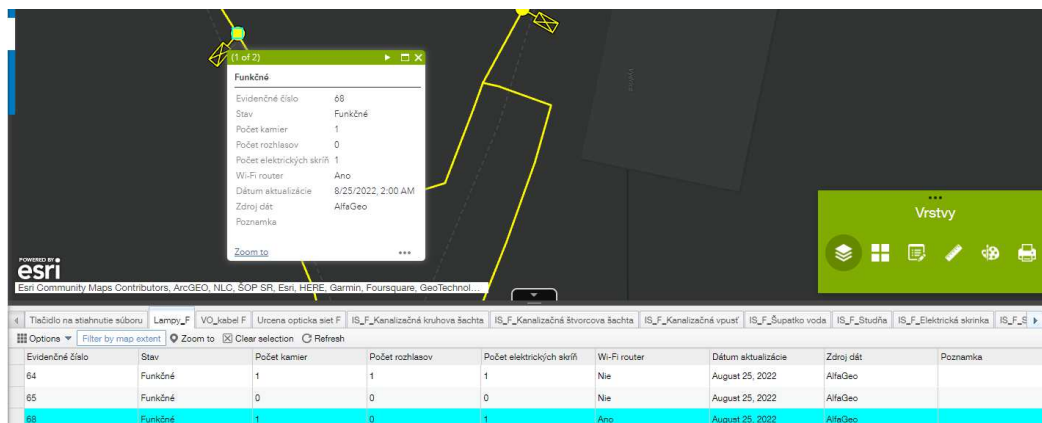 (1 of 2)
Funkčné
Evidenčné číslo 68
Stav Funkčné
Počet kamier 1
Počet rozhlasov 0
Počet elektrických skríň 1
Wi-Fi router Ano
Dátum aktualizácie 8/25/2022, 2:00 AM
Zdroj dát AlfaGeo
Poznamka
Zoom to
Vrstvy
POWERED BY
esri
Esri Community Maps Contributors, ArcGEO, NLC, ŠOP SR, Esri, HERE, Garmin, Foursquare, GeoTechnol...
Tlačidlo na stiahnutie súboru Lampy_F VO_kabel F Urcena opticka siet F IS_F_Kanalizačná kruhova šachta IS_F_Kanalizačná štvorcova šachta IS_F_Kanalizačná vpusť IS_F_Šupatko voda IS_F_Studňa IS_F_Elektrická skrinka IS_F_S
Options Filter by map extent Zoom to Clear selection Refresh
Evidenčné číslo Stav Počet kamier Počet rozhlasov Počet elektrických skríň Wi-Fi router Dátum aktualizácie Zdroj dát Poznamka
64 Funkčné 1 1 1 Nie August 25, 2022 AlfaGeo
65 Funkčné 0 0 0 Nie August 25, 2022 AlfaGeo
68 Funkčné 1 0 1 Ano August 25, 2022 AlfaGeo